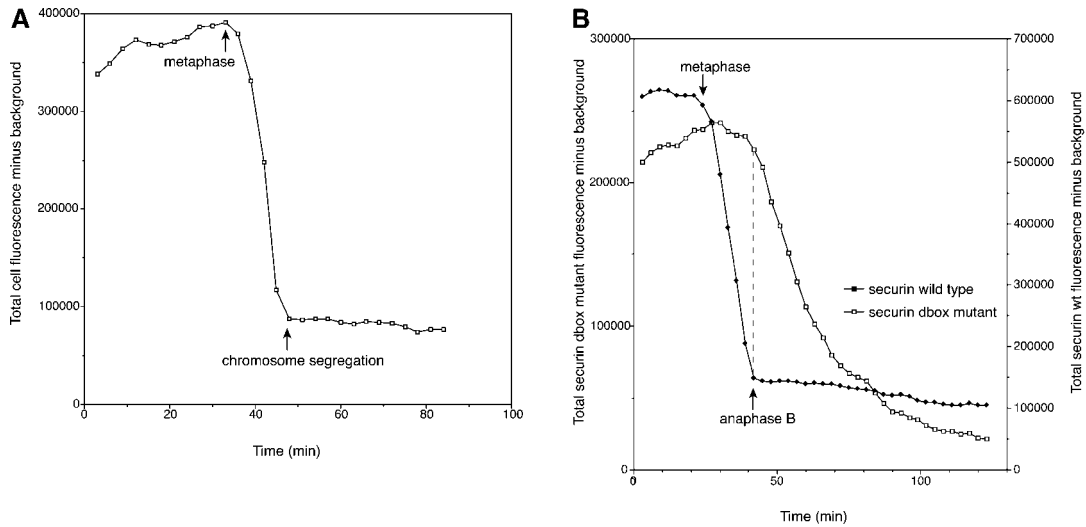 A
Total cell fluorescence minus background
400000
300000
200000
100000
0
metaphase
chromosome segregation
0
20
40
60
80
100
Time (min)
B
Total securin dbox mutant fluorescence minus background
300000
200000
100000
0
metaphase
securin wild type
securin dbox mutant
anaphase B
700000
600000
500000
400000
300000
200000
100000
0
Total securin wt fluorescence minus background
0
50
100
Time (min)